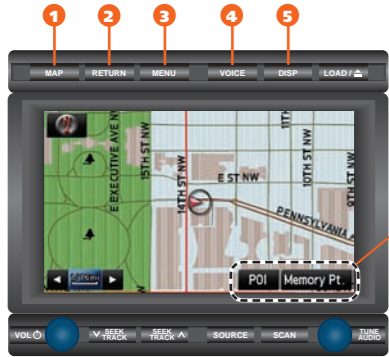 1 2 3 4 5
MAP RETURN MENU VOICE DISP LOAD/⏏
E EXECUTIVE AVE N
15TH ST NW
14TH ST NW
11TH
10TH ST NW
9TH ST
E ST NW
PENNSYLVANIA
POI Memory Pt.
VOL SEEK TRACK SEEK TRACK SOURCE SCAN TUNE AUDIO